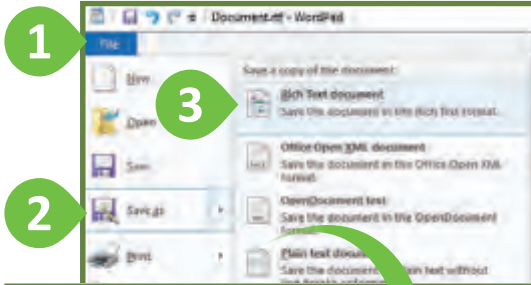 Document.rtf - WordPad
1
File
Save a copy of the document
New
3
Rich Text document
Save the document in the Rich Text format.
Open
Office Open XML document
Save the document in the Office Open XML
format.
Save
2
Save as
OpenDocument text
Save the document in the OpenDocument
format.
Print
Plain text document
Save the document
plain text without